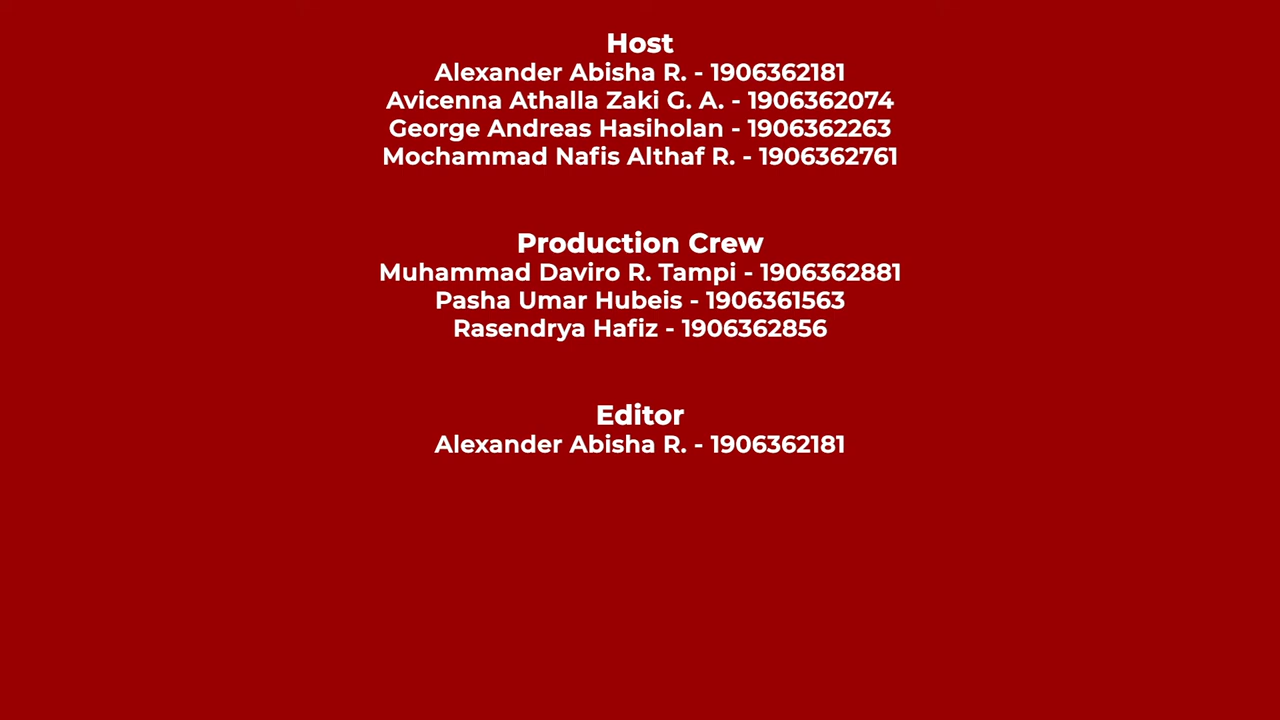 Host
Alexander Abisha R. - 1906362181
Avicenna Athalla Zaki G. A. - 1906362074
George Andreas Hasiholan - 1906362263
Mochammad Nafis Althaf R. - 1906362761
Production Crew
Muhammad Daviro R. Tampi - 1906362881
Pasha Umar Hubeis - 1906361563
Rasendrya Hafiz - 1906362856
Editor
Alexander Abisha R. - 1906362181